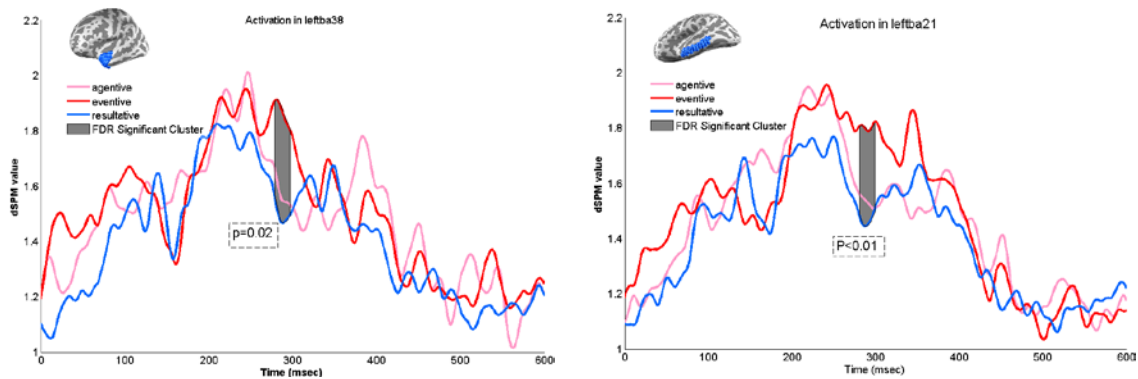 Activation in leftba38
2.2
2
1.8
1.6
1.4
1.2
1
dSPM value
agentive
eventive
resultative
FDR Significant Cluster
p=0.02
0
100
200
300
400
500
600
Time (msec)
Activation in leftba21
2.2
2
1.8
1.6
1.4
1.2
1
dSPM value
agentive
eventive
resultative
FDR Significant Cluster
P<0.01
0
100
200
300
400
500
600
Time (msec)